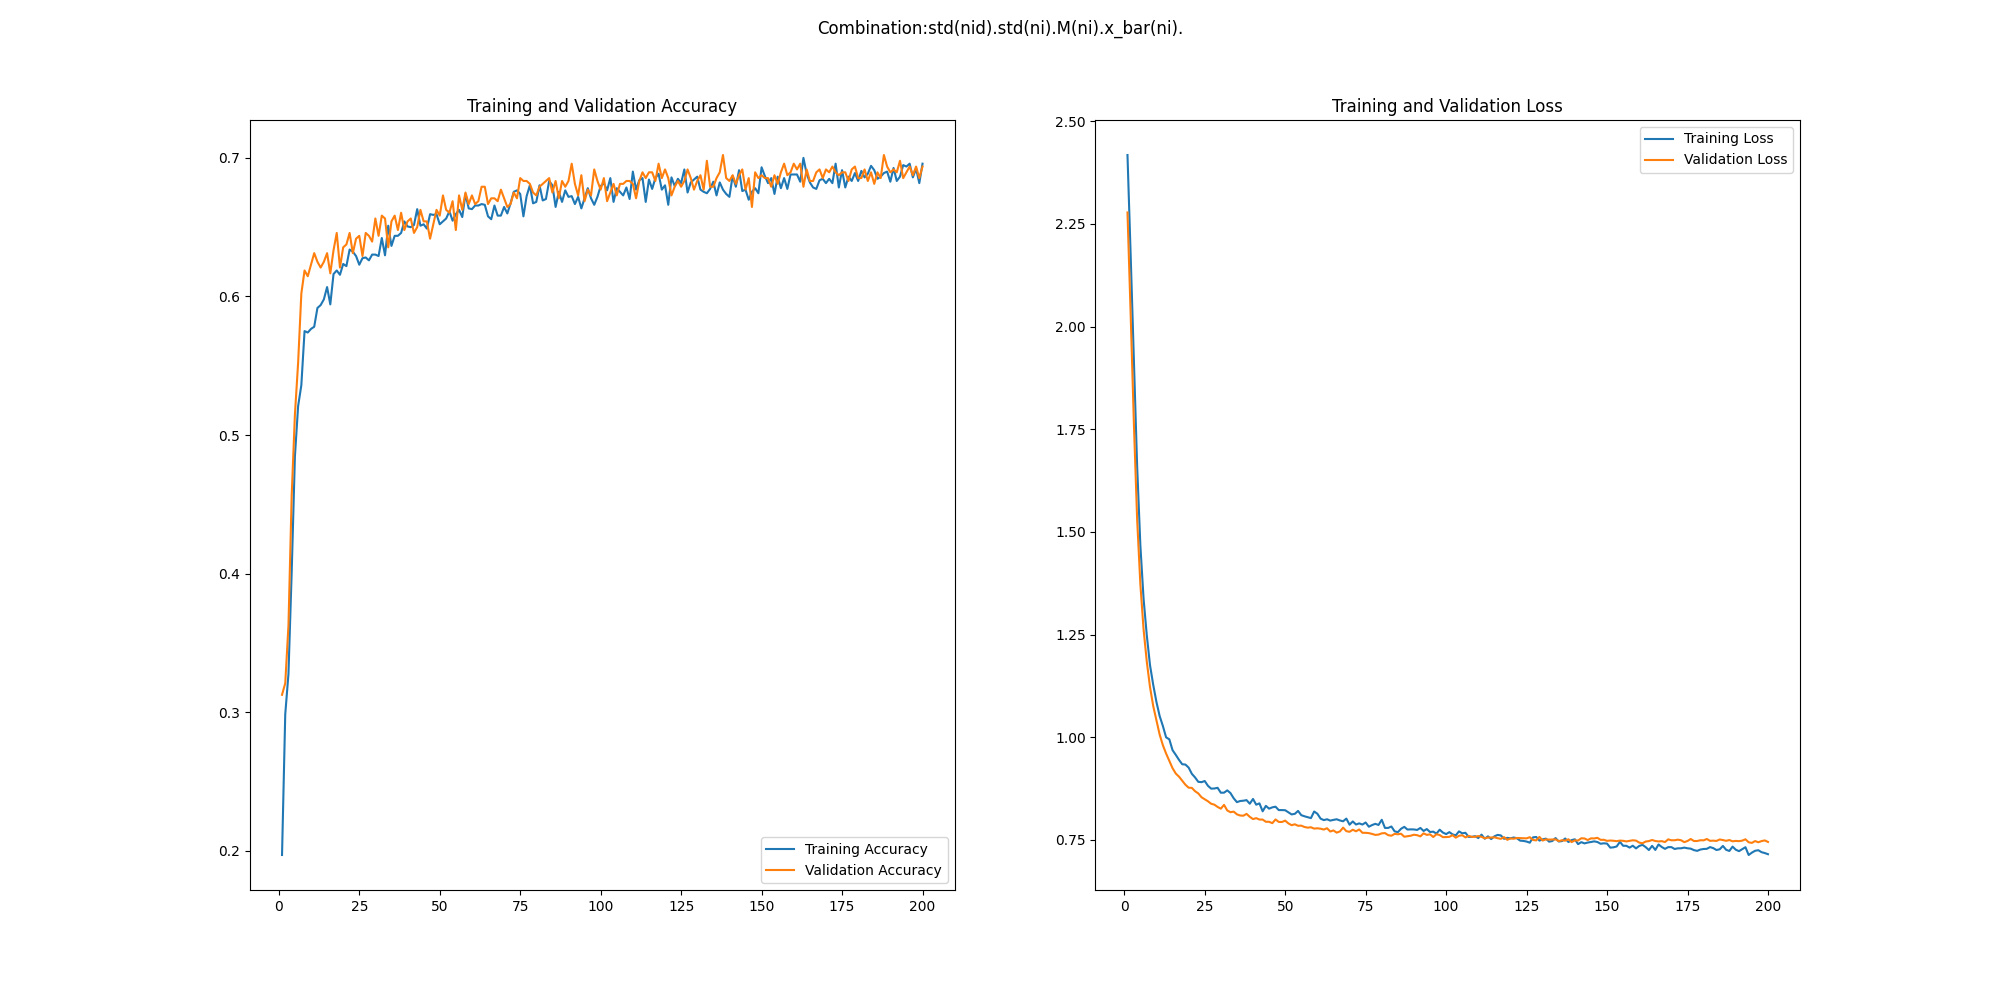 Combination:std(nid).std(ni).M(ni).x_bar(ni).
Training and Validation Accuracy
0.7
0.6
0.5
0.4
0.3
0.2
Training Accuracy
Validation Accuracy
0 25 50 75 100 125 150 175 200
Training and Validation Loss
2.50
2.25
2.00
1.75
1.50
1.25
1.00
0.75
Training Loss
Validation Loss
0 25 50 75 100 125 150 175 200